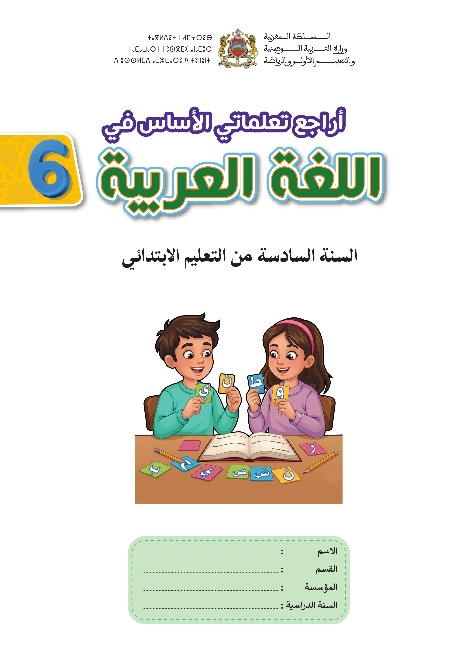 المملكة المغربية
وزارة التربية الوطنية
والتعليم الأولي والرياضة
أراجع تعلماتي الأساس في
اللغة العربية
6
السنة السادسة من التعليم الابتدائي
الاسم :
القسم :
المؤسسة :
السنة الدراسية :